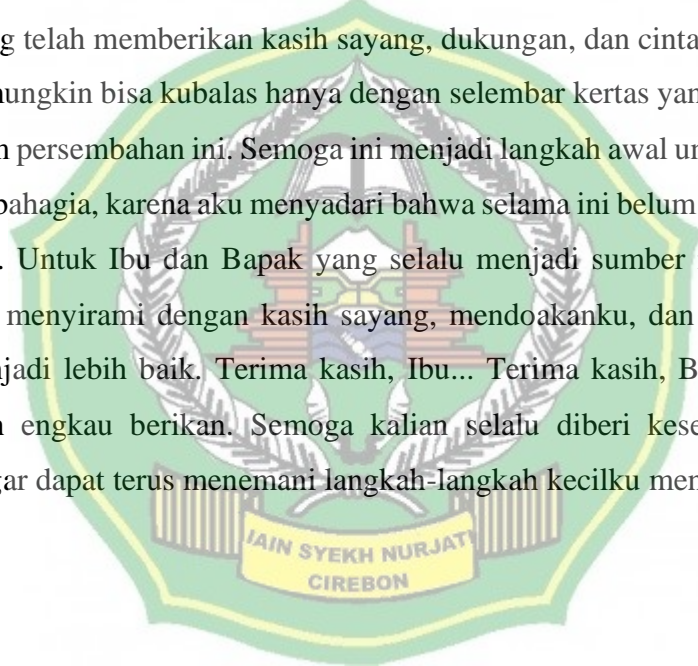 g telah memberikan kasih sayang, dukungan, dan cinta
mungkin bisa kubalas hanya dengan selembar kertas yan
n persembahan ini. Semoga ini menjadi langkah awal un
bahagia, karena aku menyadari bahwa selama ini belum
. Untuk Ibu dan Bapak yang selalu menjadi sumber
menyirami dengan kasih sayang, mendoakanku, dan
njadi lebih baik. Terima kasih, Ibu... Terima kasih, B
n engkau berikan. Semoga kalian selalu diberi kese
gar dapat terus menemani langkah-langkah kecilku men
IAIN SYEKH NURJATI
CIREBON